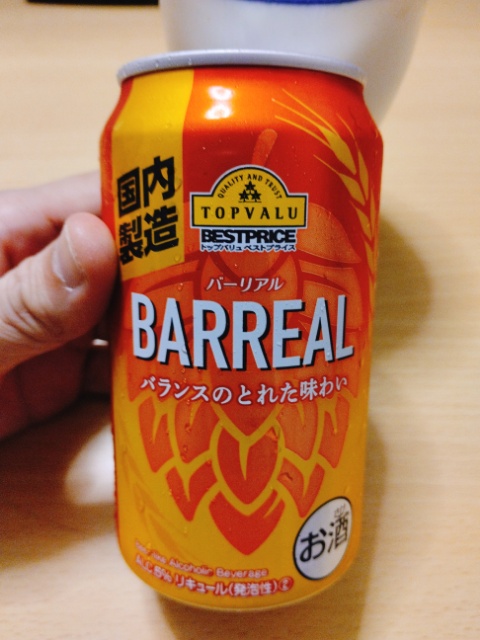 国内
製造
QUALITY AND TRUST
TOPVALU
BESTPRICE
トップバリュ ベストプライス
バーリアル
BARREAL
バランスのとれた味わい
お酒
Alcoholic Beverage
リキュール(発泡性)